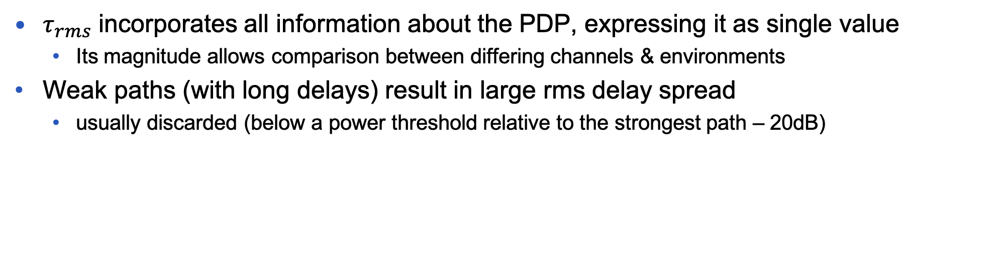 • τrms incorporates all information about the PDP, expressing it as single value
• Its magnitude allows comparison between differing channels & environments
• Weak paths (with long delays) result in large rms delay spread
• usually discarded (below a power threshold relative to the strongest path – 20dB)